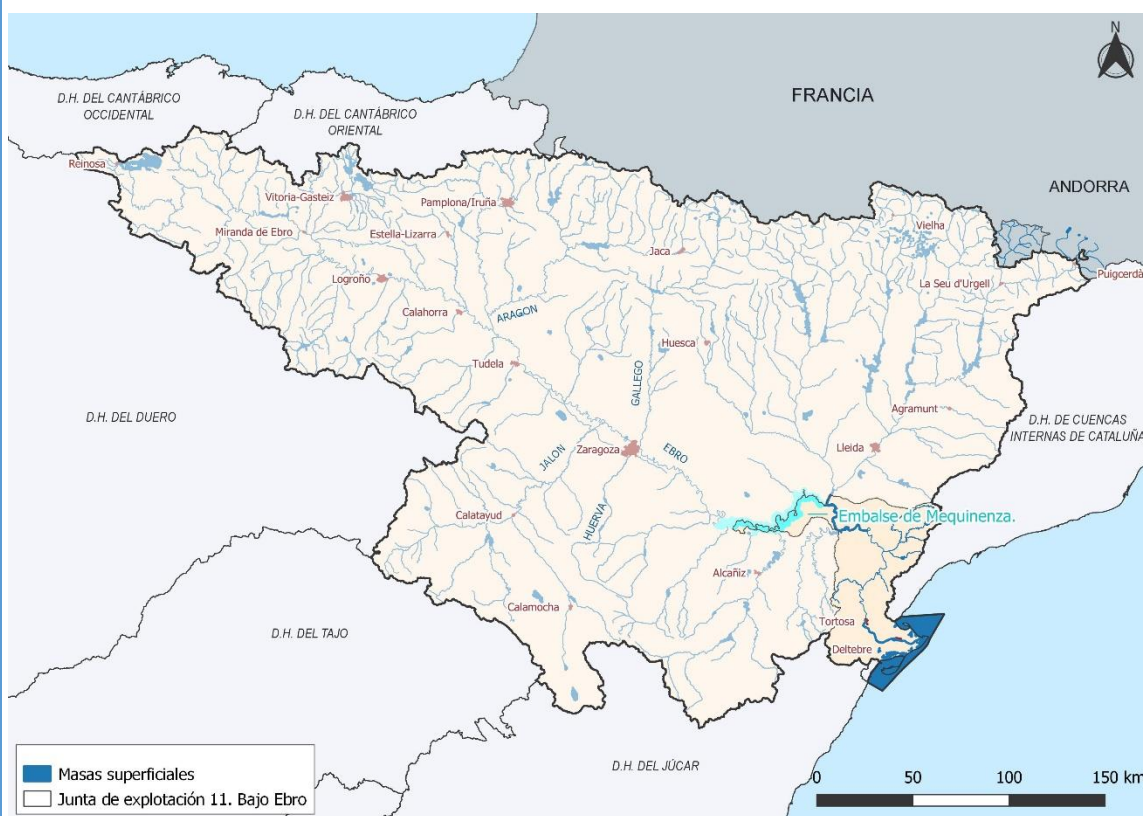 N
FRANCIA
D.H. DEL CANTÁBRICO
OCCIDENTAL
D.H. DEL CANTÁBRICO
ORIENTAL
Reinosa
ANDORRA
Vitoria-Gasteiz
Pamplona/Iruña
Miranda de Ebro
Estella-Lizarra
Vielha
Jaca
Puigcerdà
La Seu d'Urgell
Logroño
Calahorra
ARAGON
Huesca
Tudela
GALLEGO
Agramunt
D.H. DEL DUERO
D.H. DE CUENCAS
INTERNAS DE CATALUÑA
Lleida
JALON
Zaragoza
EBRO
Calatayud
HUERVA
Embalse de Mequinenza.
Alcañiz
Calamocha
Tortosa
D.H. DEL TAJO
Deltebre
D.H. DEL JÚCAR
Masas superficiales
Junta de explotación 11. Bajo Ebro
0 50 100 150 km